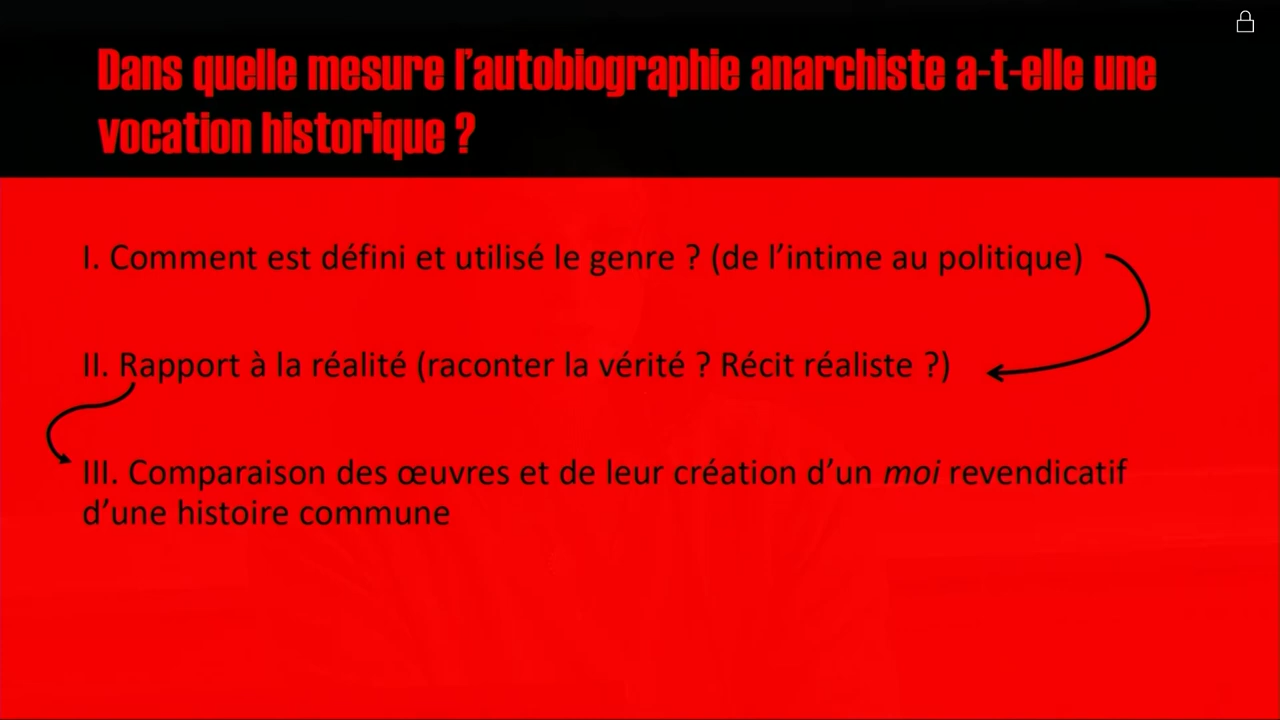 Dans quelle mesure l'autobiographie anarchiste a-t-elle une
vocation historique ?
I. Comment est défini et utilisé le genre ? (de l'intime au politique)
II. Rapport à la réalité (raconter la vérité ? Récit réaliste ?)
III. Comparaison des œuvres et de leur création d'un moi revendicatif
d'une histoire commune